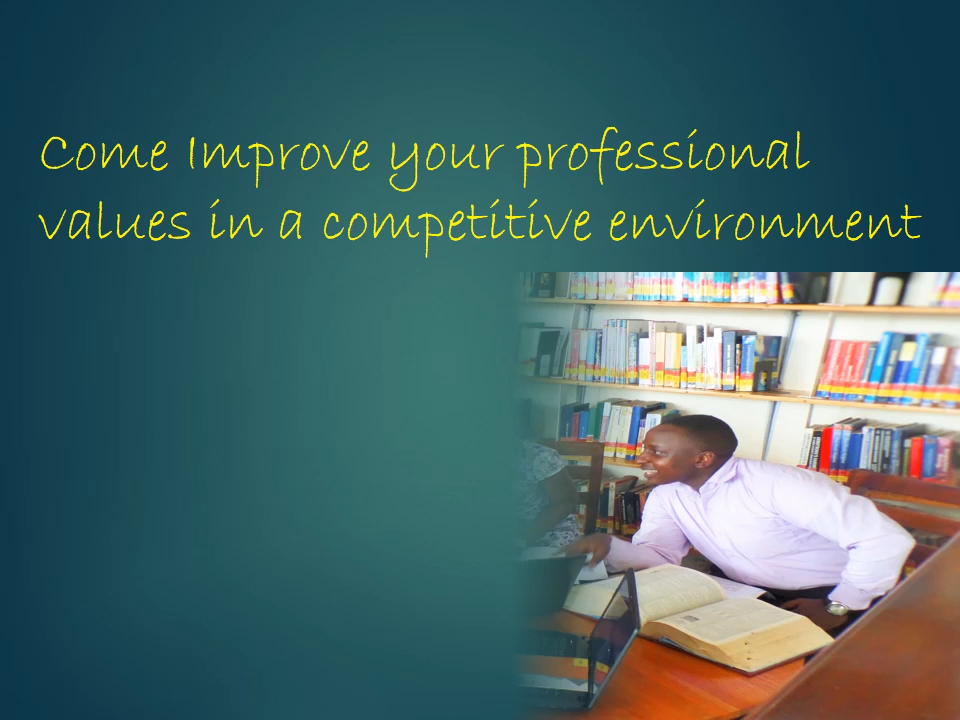 Come Improve your professional
values in a competitive environment